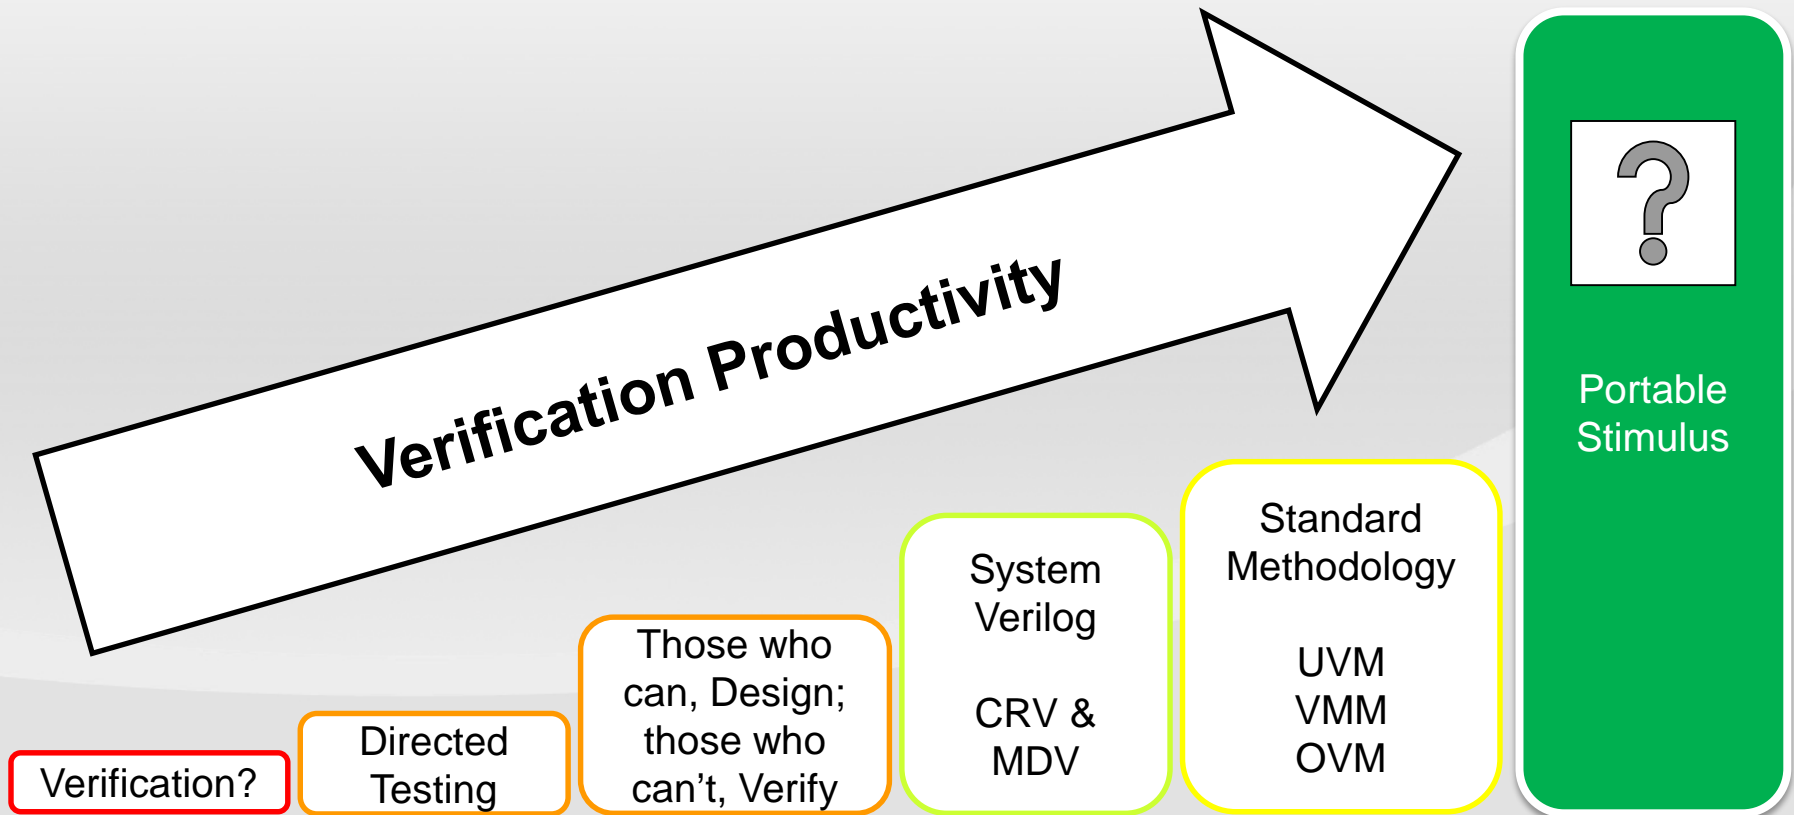 Verification Productivity
Verification?
Directed
Testing
Those who
can, Design;
those who
can’t, Verify
System
Verilog
CRV &
MDV
Standard
Methodology
UVM
VMM
OVM
?
Portable
Stimulus